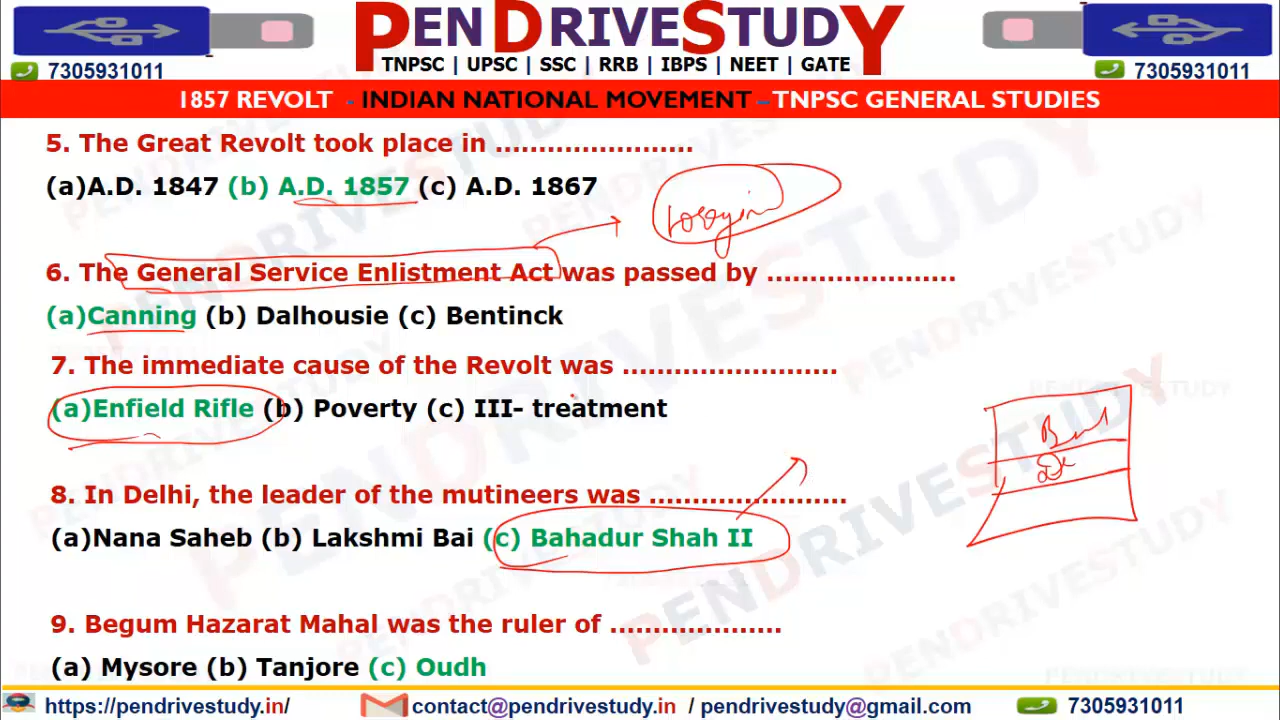 PENDRIVESTUDY
TNPSC | UPSC | SSC | RRB | IBPS | NEET | GATE
7305931011
7305931011
1857 REVOLT - INDIAN NATIONAL MOVEMENT – TNPSC GENERAL STUDIES
5. The Great Revolt took place in .......................
(a)A.D. 1847 (b) A.D. 1857 (c) A.D. 1867
6. The General Service Enlistment Act was passed by ......................
(a)Canning (b) Dalhousie (c) Bentinck
7. The immediate cause of the Revolt was .........................
(a)Enfield Rifle (b) Poverty (c) III- treatment
8. In Delhi, the leader of the mutineers was .......................
(a)Nana Saheb (b) Lakshmi Bai (c) Bahadur Shah II
9. Begum Hazarat Mahal was the ruler of ....................
(a) Mysore (b) Tanjore (c) Oudh
https://pendrivestudy.in/ contact@pendrivestudy.in / pendrivestudy@gmail.com 7305931011